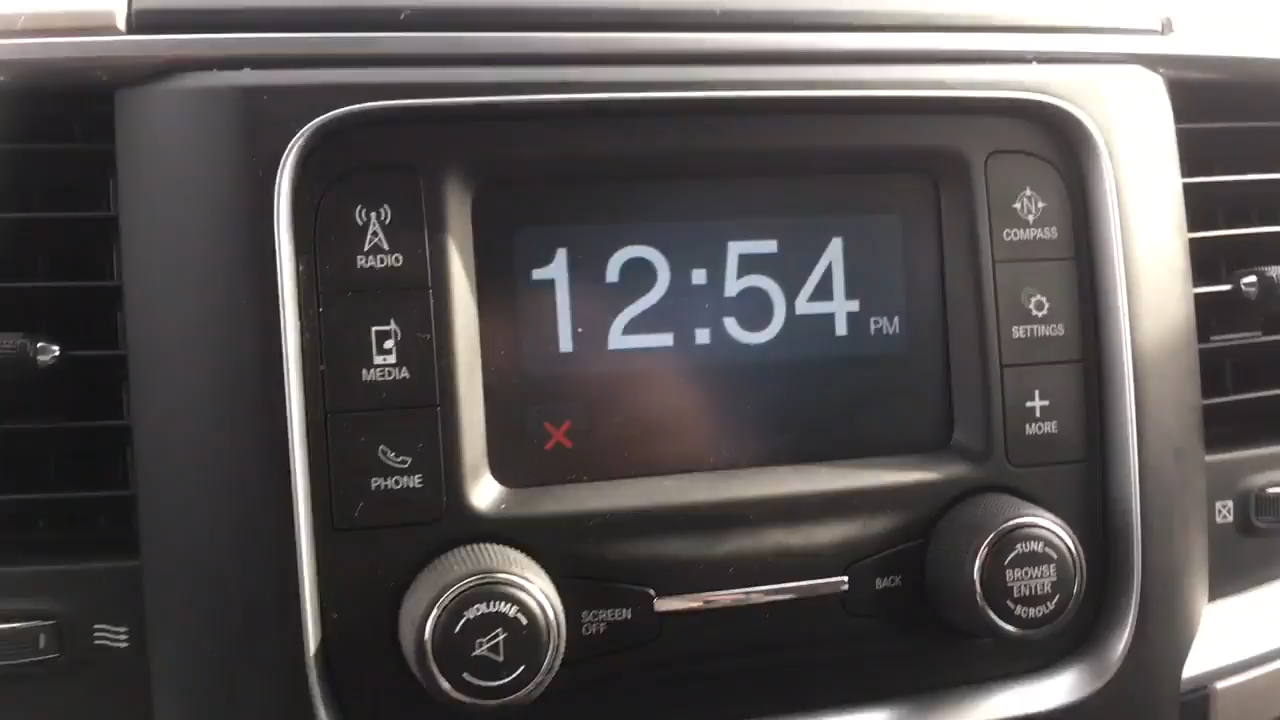 RADIO
MEDIA
PHONE
12:54 PM
COMPASS
SETTINGS
MORE
VOLUME
SCREEN
OFF
BACK
TUNE
BROWSE
ENTER
SCROLL
N